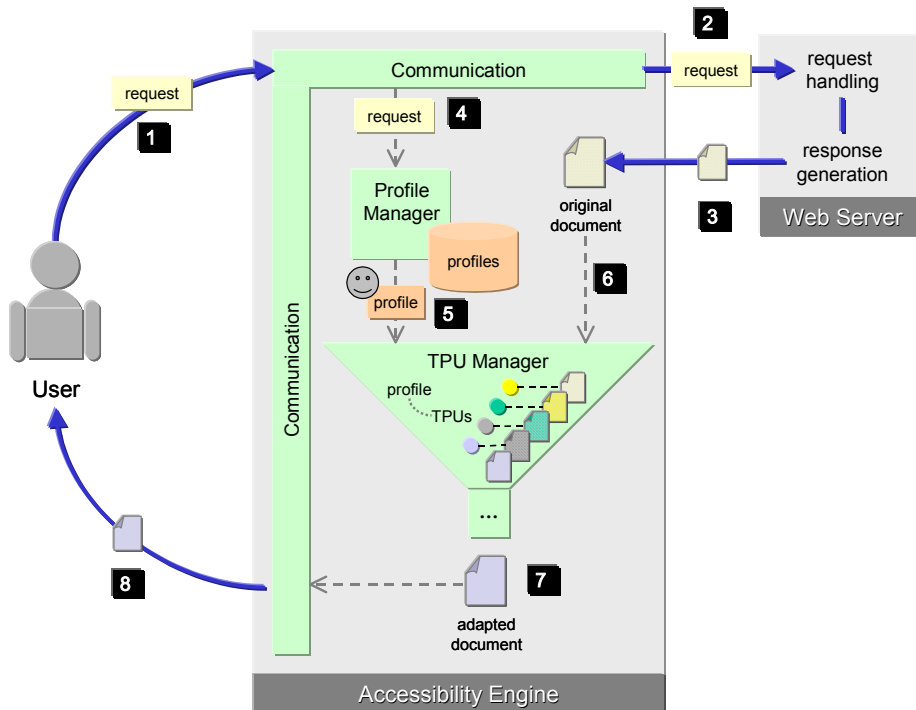 2
Communication
request
request
handling
request
1
request
4
response
generation
Profile
Manager
original
document
3
Web Server
profiles
6
profile
5
Communication
TPU Manager
profile
TPUs
User
...
8
7
adapted
document
Accessibility Engine